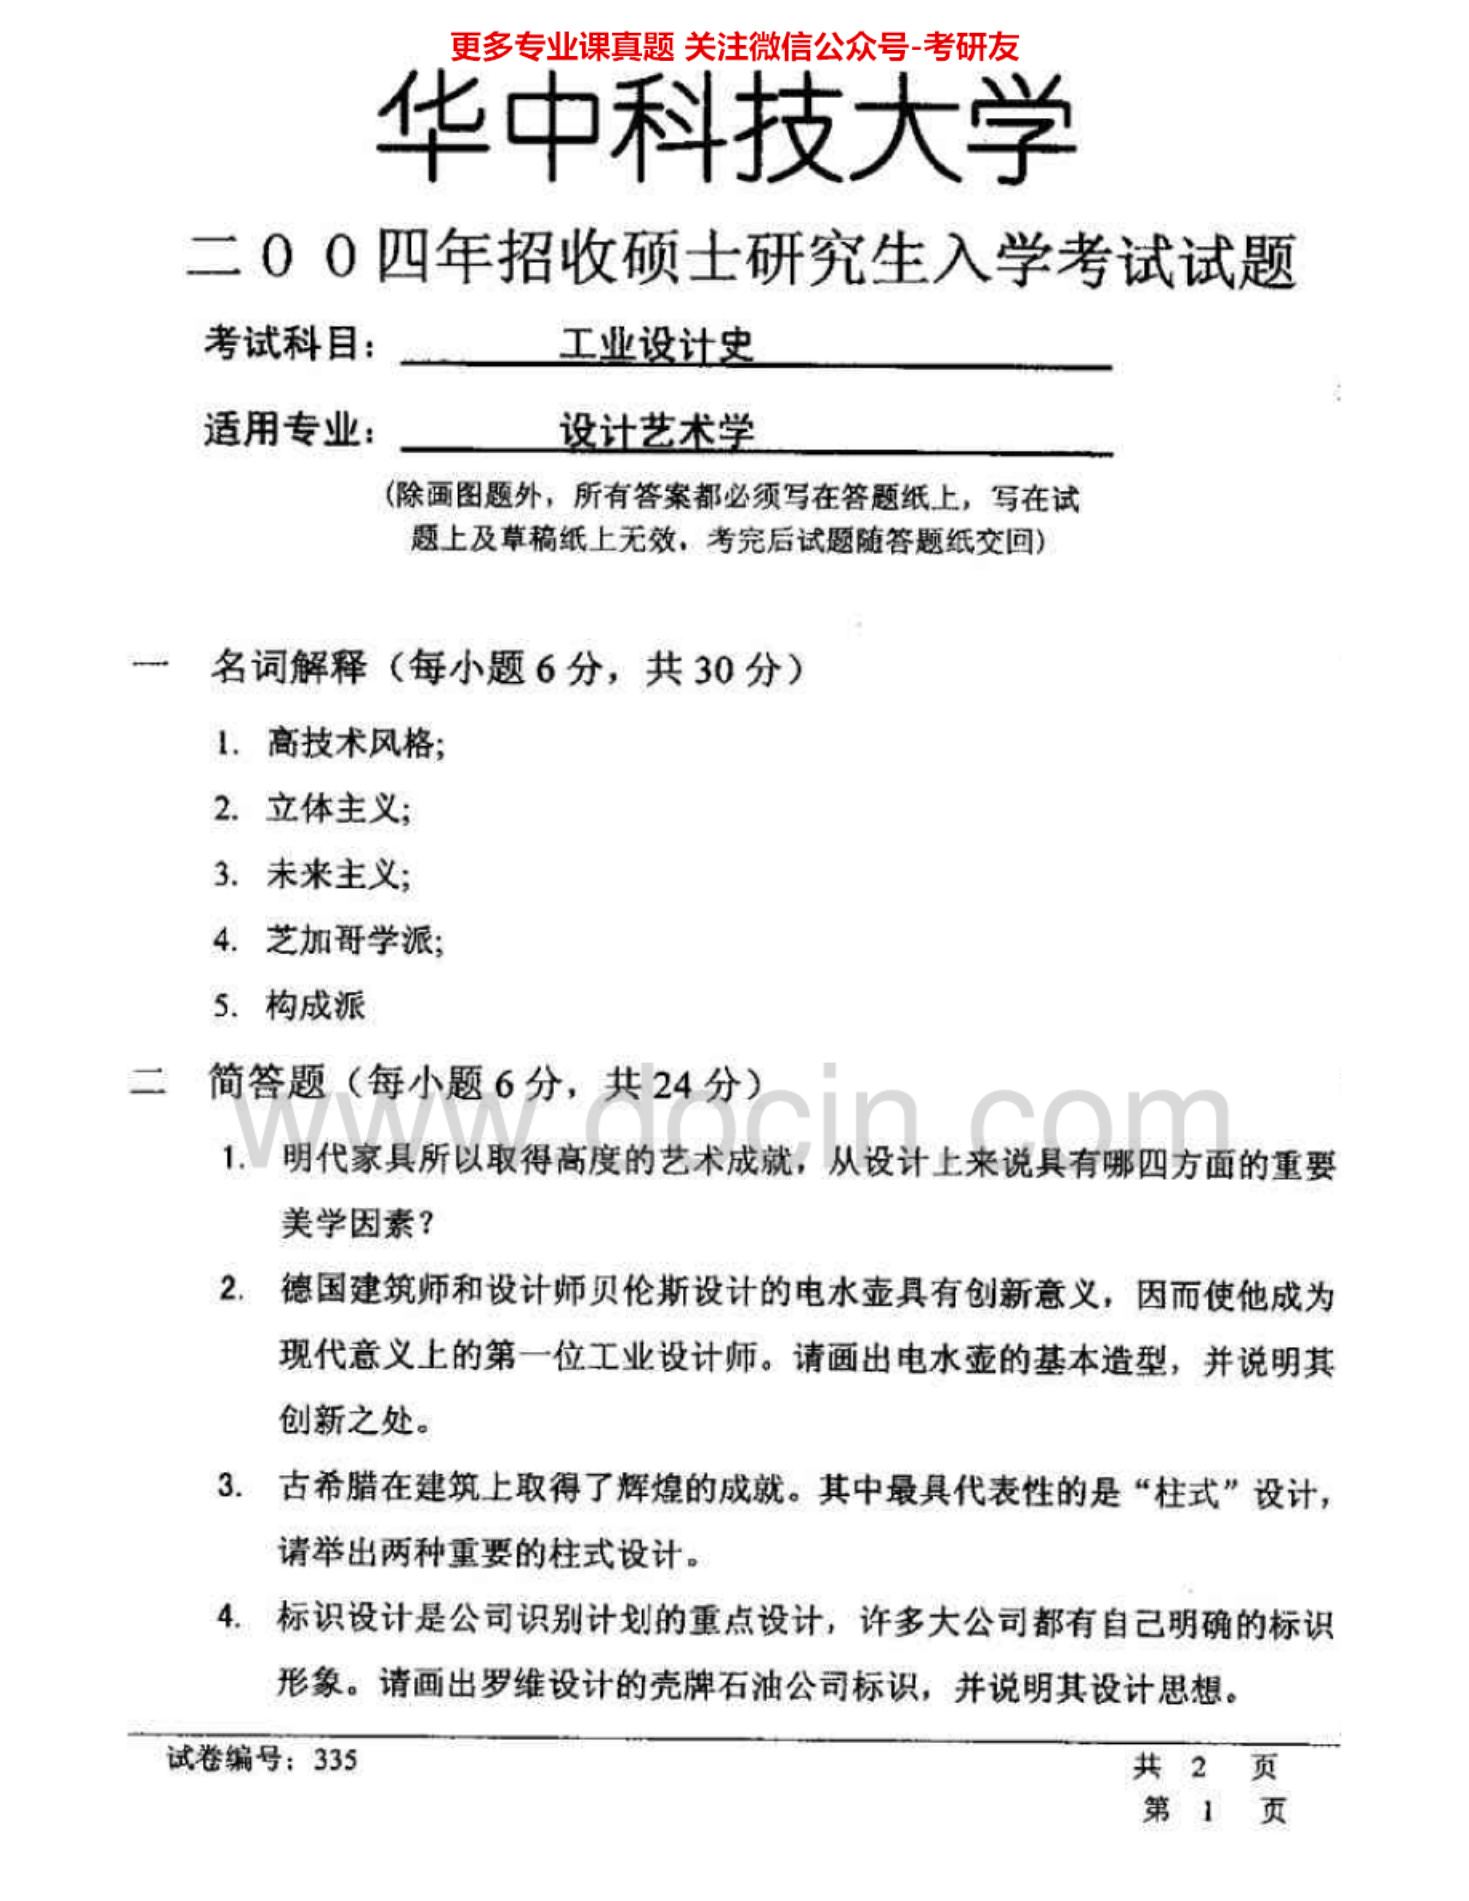 更多专业课真题 关注微信公众号-考研友
华中科技大学
二００四年招收硕士研究生入学考试试题
考试科目： 工业设计史
适用专业： 设计艺术学
(除画图题外，所有答案都必须写在答题纸上，写在试
题上及草稿纸上无效，考完后试题随答题纸交回)
一 名词解释（每小题 6 分，共 30 分）
1. 高技术风格;
2. 立体主义;
3. 未来主义;
4. 芝加哥学派;
5. 构成派
二 简答题（每小题 6 分，共 24 分）
www.docin.com
1. 明代家具所以取得高度的艺术成就，从设计上来说具有哪四方面的重要
美学因素？
2. 德国建筑师和设计师贝伦斯设计的电水壶具有创新意义，因而使他成为
现代意义上的第一位工业设计师。请画出电水壶的基本造型，并说明其
创新之处。
3. 古希腊在建筑上取得了辉煌的成就。其中最具代表性的是“柱式”设计，
请举出两种重要的柱式设计。
4. 标识设计是公司识别计划的重点设计，许多大公司都有自己明确的标识
形象。请画出罗维设计的壳牌石油公司标识，并说明其设计思想。
试卷编号：335
共 2 页
第 1 页